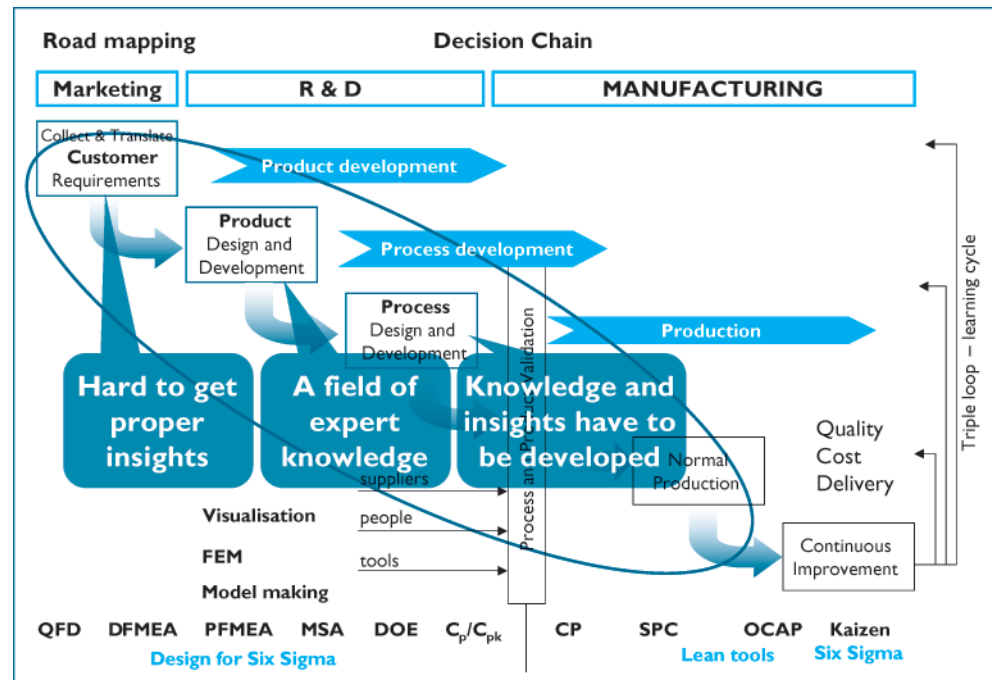 Road mapping
Decision Chain
Marketing
R & D
MANUFACTURING
Collect & Translate
Customer
Requirements
Product development
Product
Design and
Development
Process development
Process
Design and
Development
Production
Process and Product Validation
Hard to get
proper
insights
A field of
expert
knowledge
Knowledge and
insights have to
be developed
Normal
Production
Quality
Cost
Delivery
Triple loop – learning cycle
Continuous
Improvement
suppliers
Visualisation
people
FEM
tools
Model making
QFD DFMEA PFMEA MSA DOE Cp/Cpk CP SPC OCAP Kaizen
Design for Six Sigma
Lean tools
Six Sigma